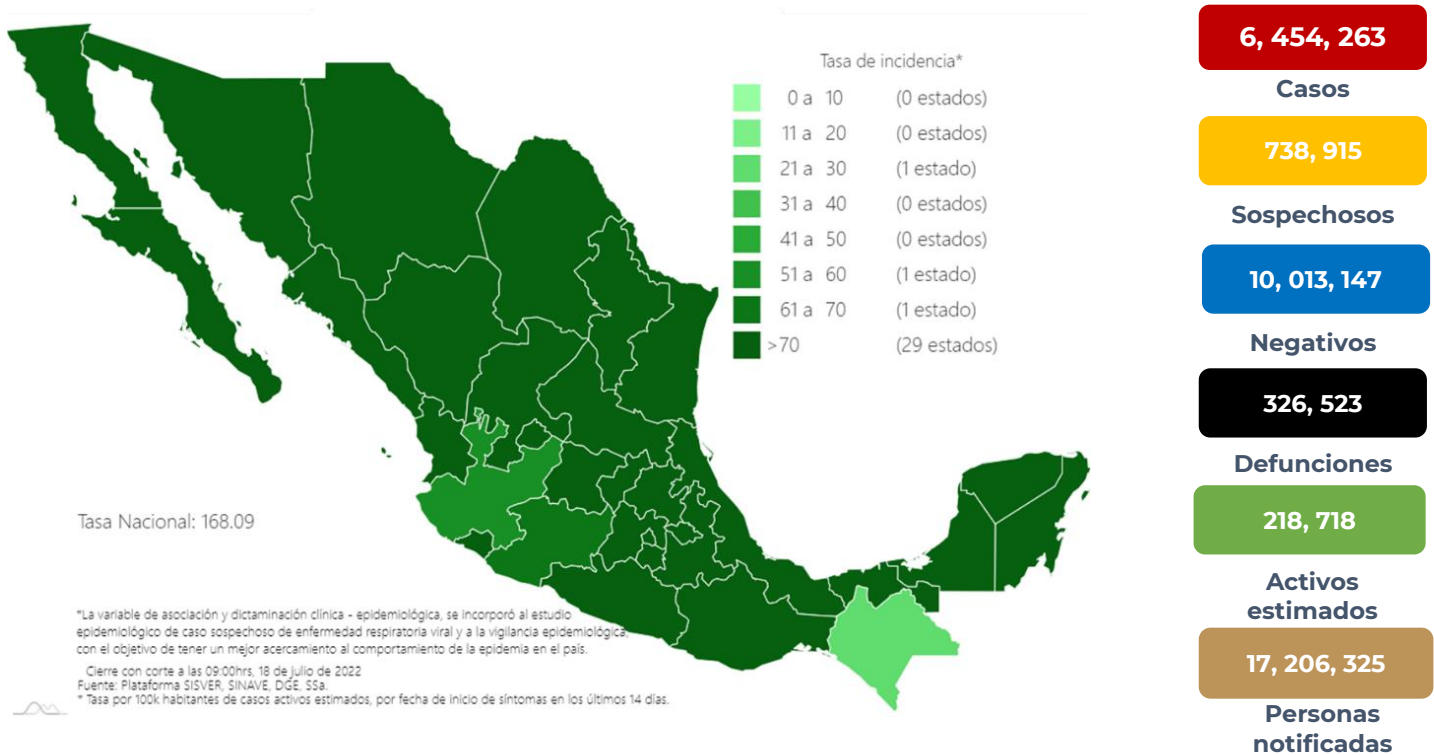 Tasa de incidencia*
0 a 10 (0 estados)
11 a 20 (0 estados)
21 a 30 (1 estado)
31 a 40 (0 estados)
41 a 50 (0 estados)
51 a 60 (1 estado)
61 a 70 (1 estado)
>70 (29 estados)
Tasa Nacional: 168.09
*La variable de asociación y dictaminación clínica - epidemiológica, se incorporó al estudio
epidemiológico de caso sospechoso de enfermedad respiratoria viral y a la vigilancia epidemiológica,
con el objetivo de tener un mejor acercamiento al comportamiento de la epidemia en el país.
Cierre con corte a las 09:00hrs, 18 de julio de 2022
Fuente: Plataforma SISVER, SINAVE, DGE, SSa.
* Tasa por 100k habitantes de casos activos estimados, por fecha de inicio de síntomas en los últimos 14 días.
6, 454, 263
Casos
738, 915
Sospechosos
10, 013, 147
Negativos
326, 523
Defunciones
218, 718
Activos
estimados
17, 206, 325
Personas
notificadas